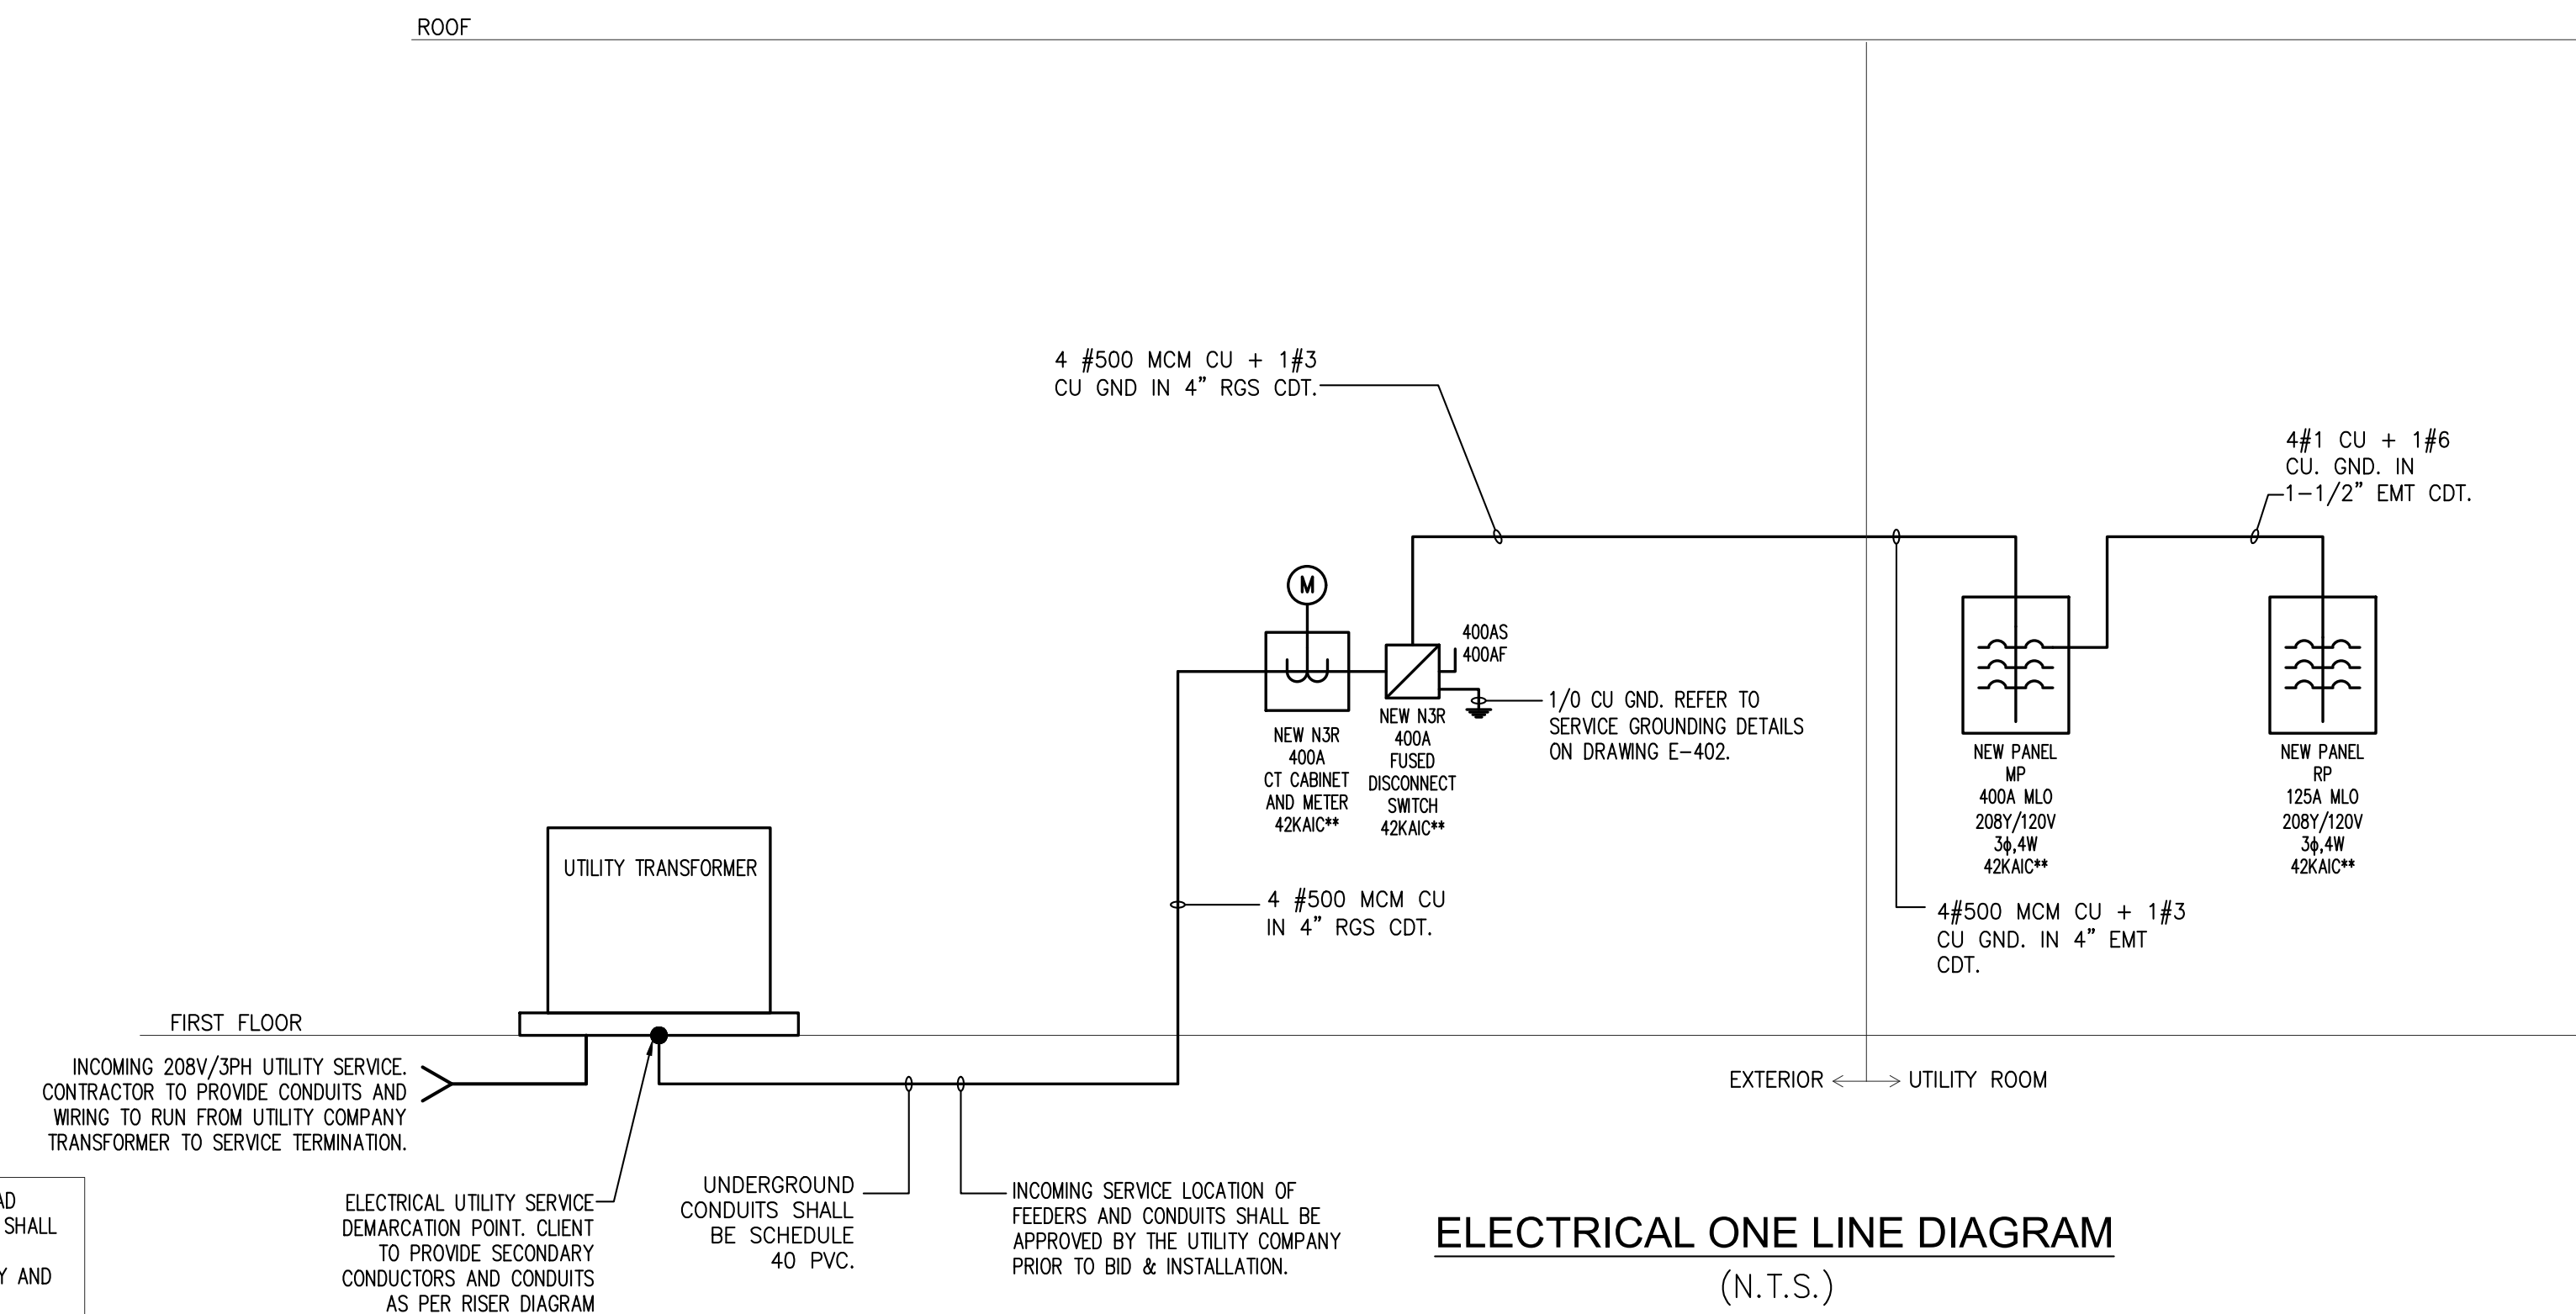 ROOF
4 #500 MCM CU + 1#3
CU GND IN 4” RGS CDT.
4#1 CU + 1#6
CU. GND. IN
1-1/2” EMT CDT.
M
400AS
400AF
1/0 CU GND. REFER TO
SERVICE GROUNDING DETAILS
ON DRAWING E-402.
NEW N3R
400A
CT CABINET
AND METER
42KAIC**
NEW N3R
400A
FUSED
DISCONNECT
SWITCH
42KAIC**
NEW PANEL
MP
400A MLO
208Y/120V
3ϕ,4W
42KAIC**
NEW PANEL
RP
125A MLO
208Y/120V
3ϕ,4W
42KAIC**
UTILITY TRANSFORMER
4 #500 MCM CU
IN 4” RGS CDT.
4#500 MCM CU + 1#3
CU GND. IN 4” EMT
CDT.
FIRST FLOOR
INCOMING 208V/3PH UTILITY SERVICE.
CONTRACTOR TO PROVIDE CONDUITS AND
WIRING TO RUN FROM UTILITY COMPANY
TRANSFORMER TO SERVICE TERMINATION.
EXTERIOR
UTILITY ROOM
AD
SHALL
Y AND
ELECTRICAL UTILITY SERVICE
DEMARCATION POINT. CLIENT
TO PROVIDE SECONDARY
CONDUCTORS AND CONDUITS
AS PER RISER DIAGRAM
UNDERGROUND
CONDUITS SHALL
BE SCHEDULE
40 PVC.
INCOMING SERVICE LOCATION OF
FEEDERS AND CONDUITS SHALL BE
APPROVED BY THE UTILITY COMPANY
PRIOR TO BID & INSTALLATION.
ELECTRICAL ONE LINE DIAGRAM
(N.T.S.)